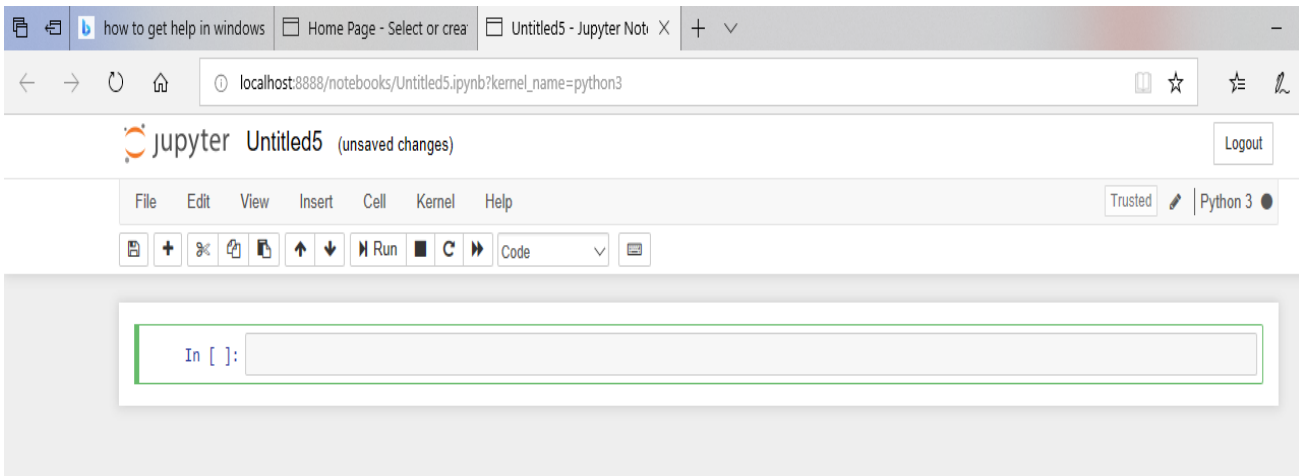 how to get help in windows Home Page - Select or crea Untitled5 - Jupyter Not
localhost:8888/notebooks/Untitled5.ipynb?kernel_name=python3
jupyter Untitled5 (unsaved changes) Logout
File Edit View Insert Cell Kernel Help Trusted Python 3
Run Code
In [ ]: